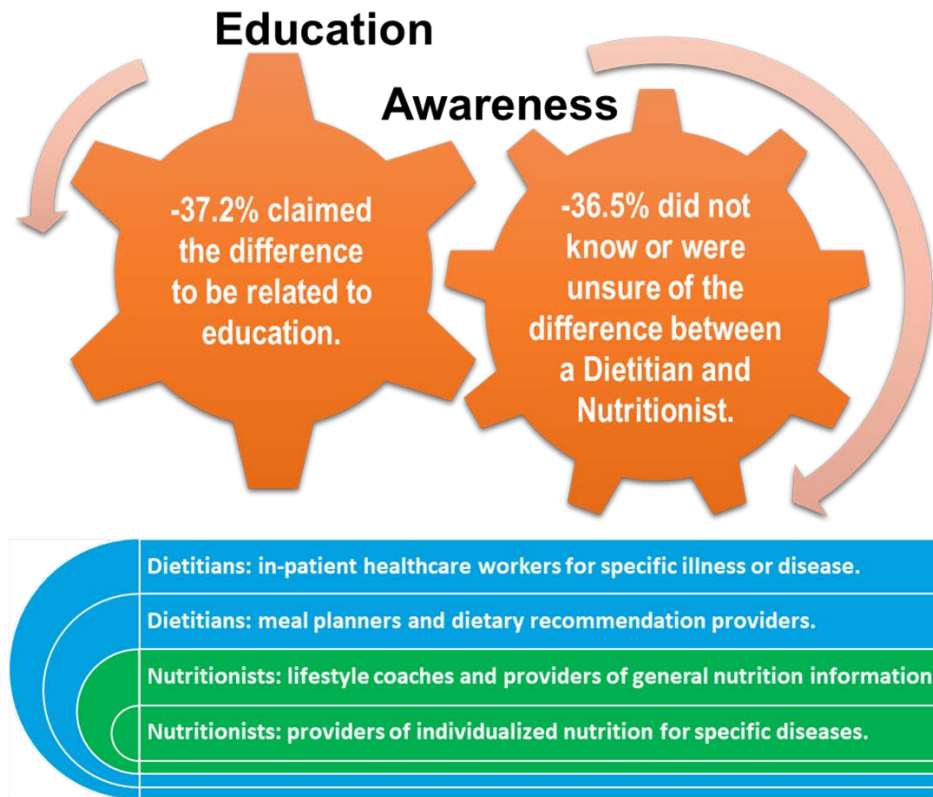 Education
Awareness
-37.2% claimed
the difference
to be related to
education.
-36.5% did not
know or were
unsure of the
difference between
a Dietitian and
Nutritionist.
Dietitians: in-patient healthcare workers for specific illness or disease.
Dietitians: meal planners and dietary recommendation providers.
Nutritionists: lifestyle coaches and providers of general nutrition information
Nutritionists: providers of individualized nutrition for specific diseases.